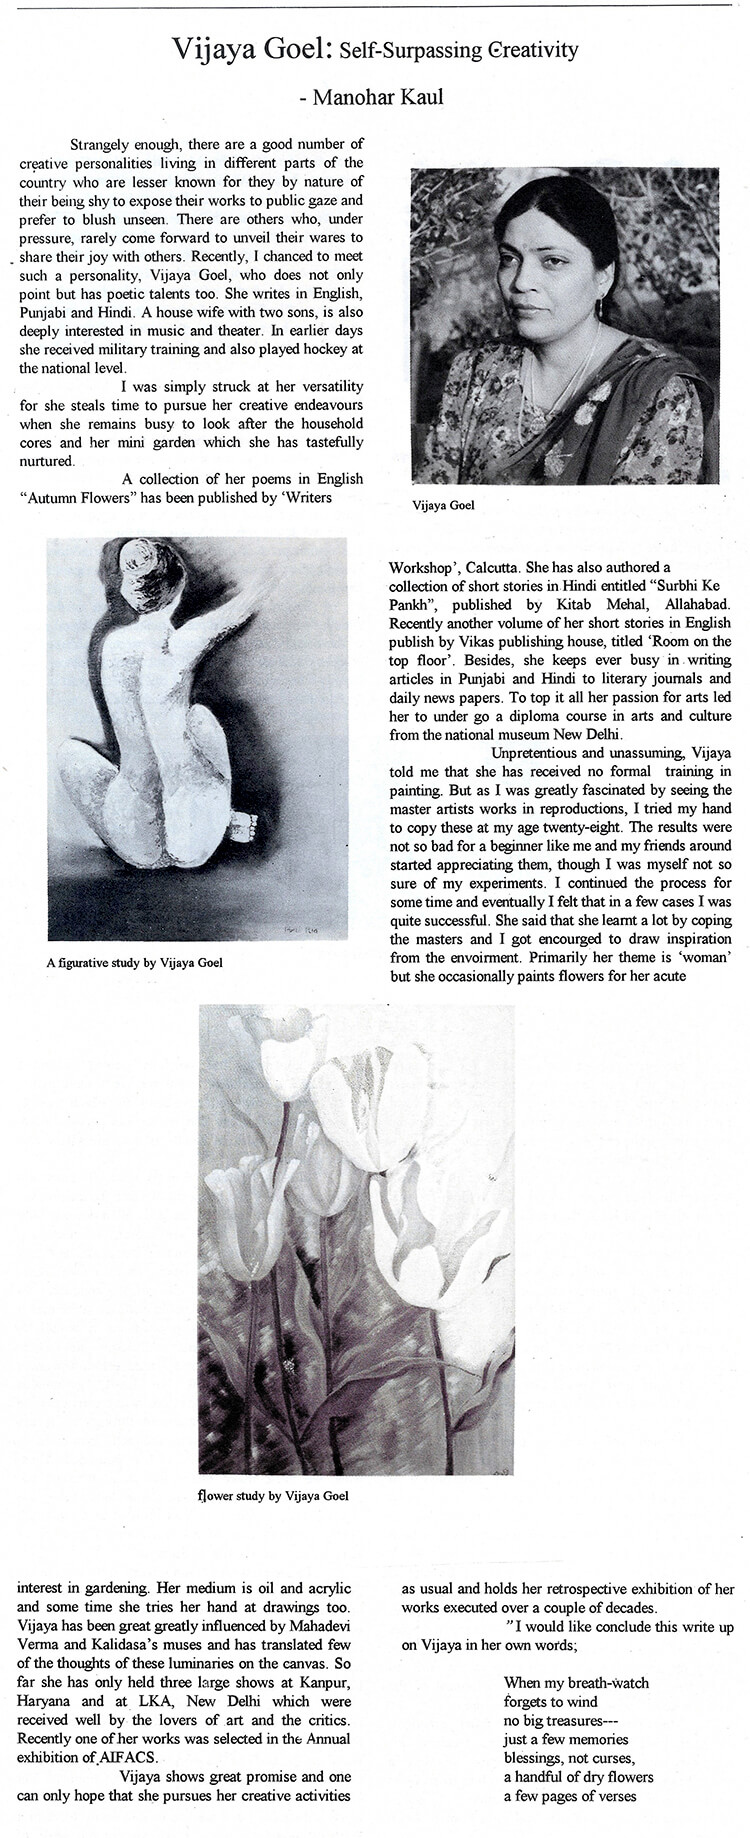 Vijaya Goel: Self-Surpassing Creativity
- Manohar Kaul
Strangely enough, there are a good number of
creative personalities living in different parts of the
country who are lesser known for they by nature of
their being shy to expose their works to public gaze and
prefer to blush unseen. There are others who, under
pressure, rarely come forward to unveil their wares to
share their joy with others. Recently, I chanced to meet
such a personality, Vijaya Goel, who does not only
point but has poetic talents too. She writes in English,
Punjabi and Hindi. A house wife with two sons, is also
deeply interested in music and theater. In earlier days
she received military training and also played hockey at
the national level.
I was simply struck at her versatility
for she steals time to pursue her creative endeavours
when she remains busy to look after the household
cores and her mini garden which she has tastefully
nurtured.
A collection of her poems in English
“Autumn Flowers” has been published by ‘Writers
Vijaya Goel
A figurative study by Vijaya Goel
Workshop’, Calcutta. She has also authored a
collection of short stories in Hindi entitled “Surbhi Ke
Pankh”, published by Kitab Mehal, Allahabad.
Recently another volume of her short stories in English
publish by Vikas publishing house, titled ‘Room on the
top floor’. Besides, she keeps ever busy in writing
articles in Punjabi and Hindi to literary journals and
daily news papers. To top it all her passion for arts led
her to under go a diploma course in arts and culture
from the national museum New Delhi.
Unpretentious and unassuming, Vijaya
told me that she has received no formal training in
painting. But as I was greatly fascinated by seeing the
master artists works in reproductions, I tried my hand
to copy these at my age twenty-eight. The results were
not so bad for a beginner like me and my friends around
started appreciating them, though I was myself not so
sure of my experiments. I continued the process for
some time and eventually I felt that in a few cases I was
quite successful. She said that she learnt a lot by coping
the masters and I got encourged to draw inspiration
from the envoirment. Primarily her theme is ‘woman’
but she occasionally paints flowers for her acute
flower study by Vijaya Goel
interest in gardening. Her medium is oil and acrylic
and some time she tries her hand at drawings too.
Vijaya has been great greatly influenced by Mahadevi
Verma and Kalidasa’s muses and has translated few
of the thoughts of these luminaries on the canvas. So
far she has only held three large shows at Kanpur,
Haryana and at LKA, New Delhi which were
received well by the lovers of art and the critics.
Recently one of her works was selected in the Annual
exhibition of AIFACS.
Vijaya shows great promise and one
can only hope that she pursues her creative activities
as usual and holds her retrospective exhibition of her
works executed over a couple of decades.
”I would like conclude this write up
on Vijaya in her own words;
When my breath-watch
forgets to wind
no big treasures---
just a few memories
blessings, not curses,
a handful of dry flowers
a few pages of verses